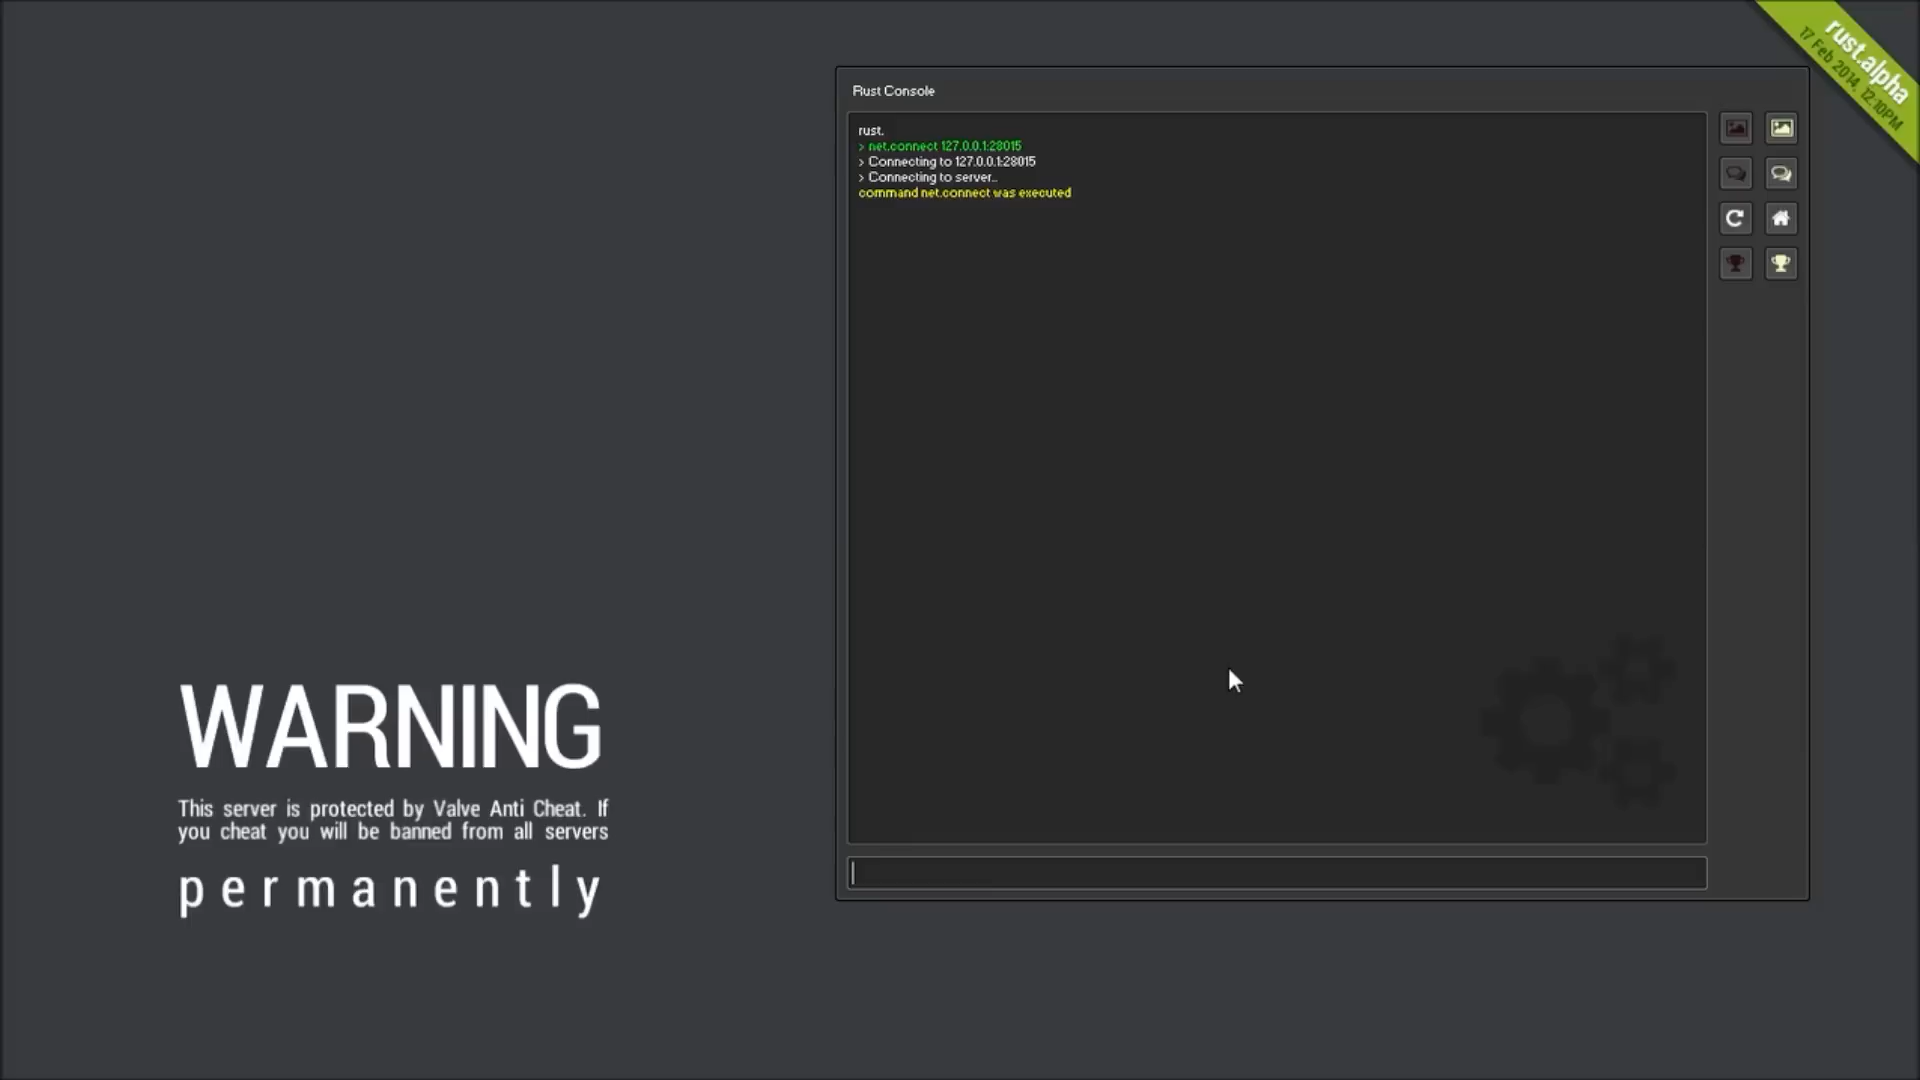 rust.alpha
17 Feb 2014, 12:10PM
Rust Console
rust.
> net.connect 127.0.0.1:28015
> Connecting to 127.0.0.1:28015
> Connecting to server..
command net.connect was executed
WARNING
This server is protected by Valve Anti Cheat. If
you cheat you will be banned from all servers
permanently